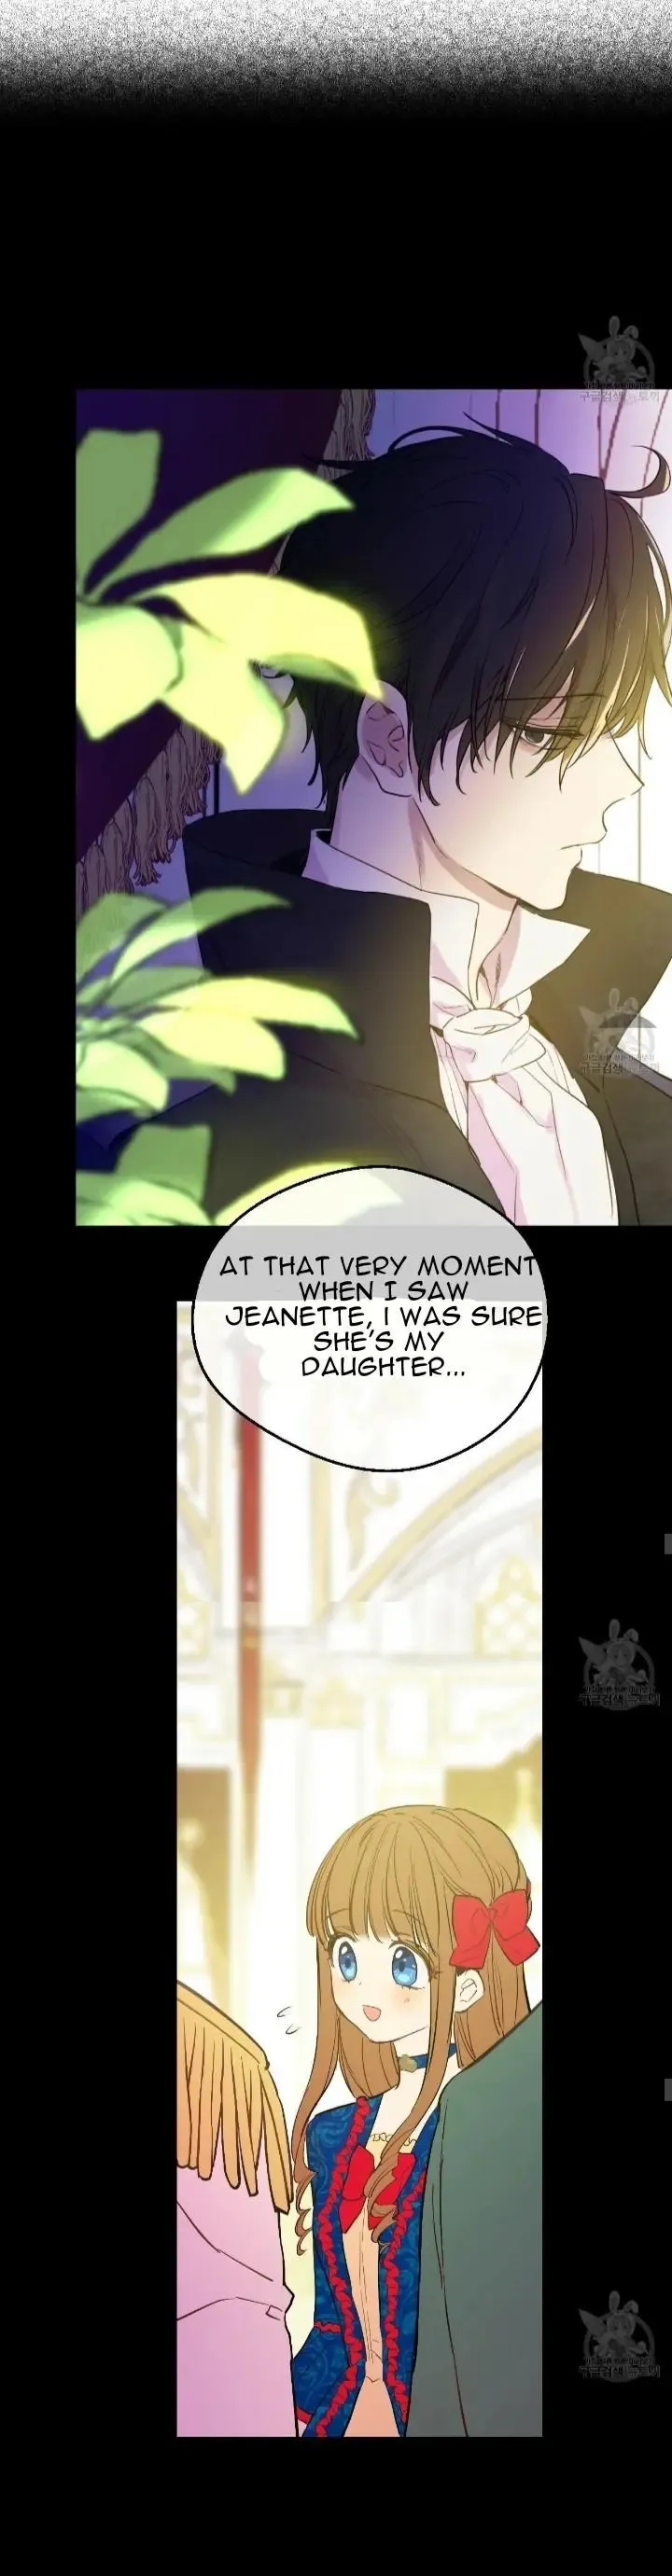 AT THAT VERY MOMENT
WHEN I SAW
JEANETTE, I WAS SURE
SHE'S MY
DAUGHTER...